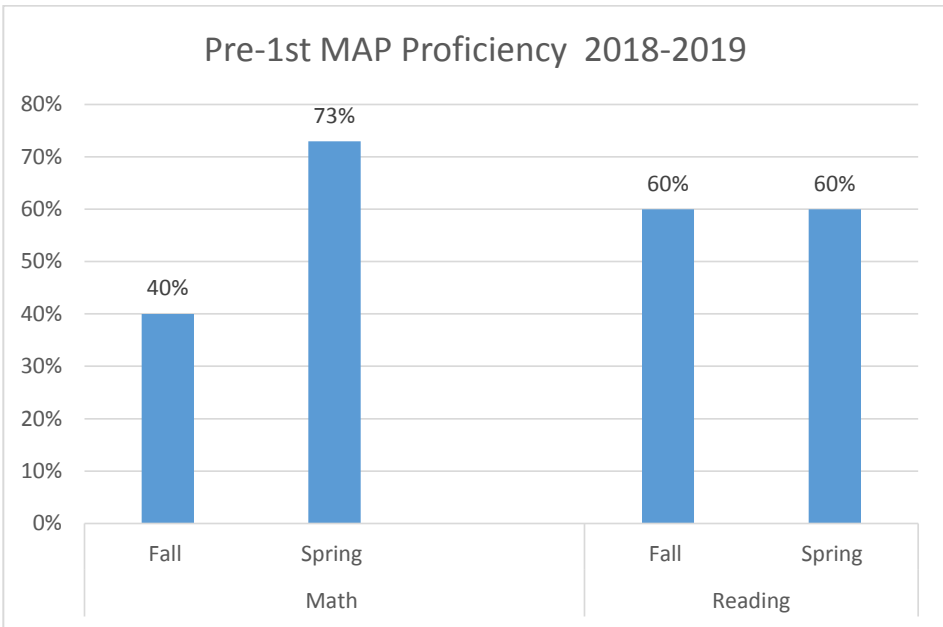 Pre-1st MAP Proficiency 2018-2019
80%
70%
60%
50%
40%
30%
20%
10%
0%
40%
73%
60%
60%
Fall
Spring
Fall
Spring
Math
Reading